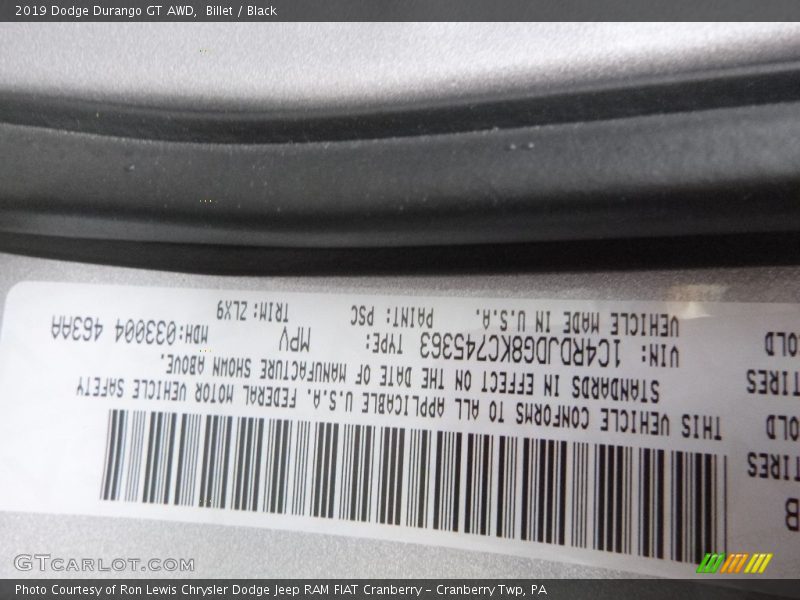 2019 Dodge Durango GT AWD, Billet / Black
THIS VEHICLE CONFORMS TO ALL APPLICABLE U.S.A. FEDERAL MOTOR VEHICLE SAFETY
STANDARDS IN EFFECT ON THE DATE OF MANUFACTURE SHOWN ABOVE.
VIN: 1C4RDJDG8KC745363 TYPE: MPV MDH:033004 463AA
VEHICLE MADE IN U.S.A. PAINT: PSC TRIM: ZLX9
B
TIRES
OLD
TIRES
OLD
GTCARLOT.COM
Photo Courtesy of Ron Lewis Chrysler Dodge Jeep RAM FIAT Cranberry – Cranberry Twp, PA